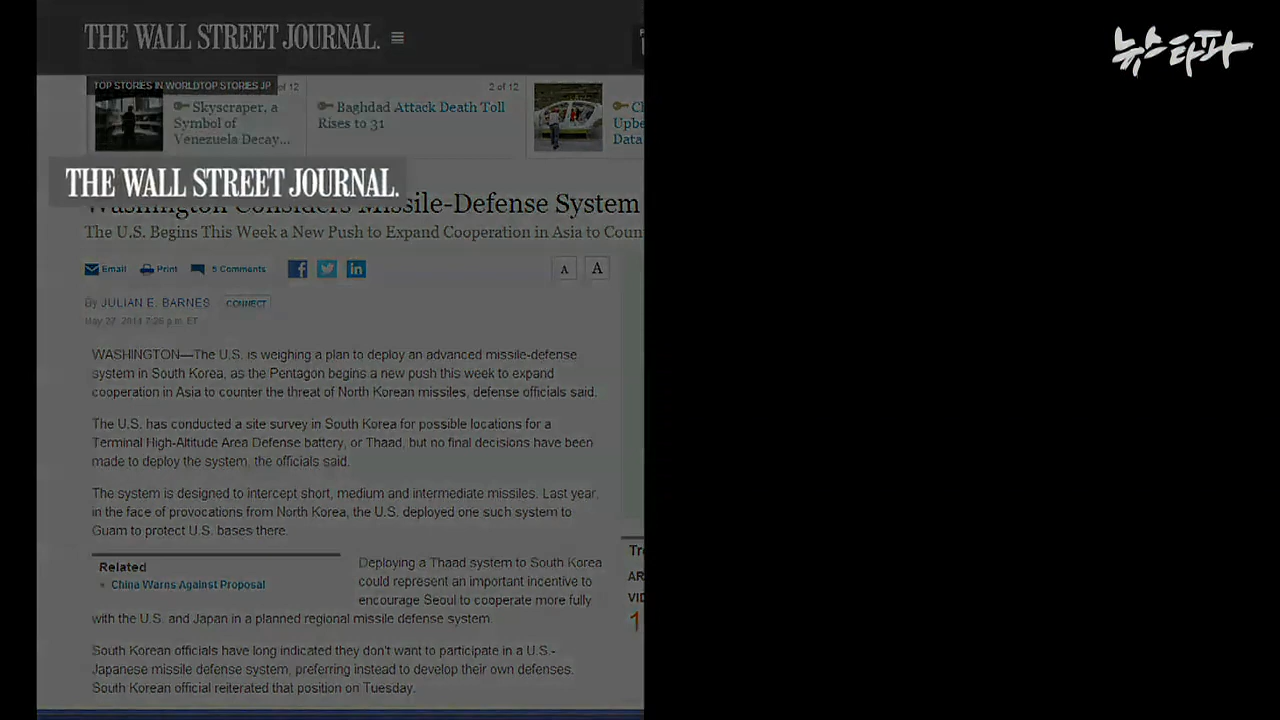 THE WALL STREET JOURNAL.
뉴스타파
TOP STORIES IN WORLDTOP STORIES JP
of 12
2 of 12
Skyscraper, a
Symbol of
Venezuela Decay...
Baghdad Attack Death Toll
Rises to 31
THE WALL STREET JOURNAL.
Washington Considers Missile-Defense System
The U.S. Begins This Week a New Push to Expand Cooperation in Asia to Coun
Email
Print
5 Comments
A
A
By JULIAN E. BARNES
CONNECT
May 27, 2014 7:26 p.m. ET
WASHINGTON—The U.S. is weighing a plan to deploy an advanced missile-defense
system in South Korea, as the Pentagon begins a new push this week to expand
cooperation in Asia to counter the threat of North Korean missiles, defense officials said.
The U.S. has conducted a site survey in South Korea for possible locations for a
Terminal High-Altitude Area Defense battery, or Thaad, but no final decisions have been
made to deploy the system, the officials said.
The system is designed to intercept short, medium and intermediate missiles. Last year,
in the face of provocations from North Korea, the U.S. deployed one such system to
Guam to protect U.S. bases there.
Related
China Warns Against Proposal
Deploying a Thaad system to South Korea
could represent an important incentive to
encourage Seoul to cooperate more fully
with the U.S. and Japan in a planned regional missile defense system.
South Korean officials have long indicated they don't want to participate in a U.S.-
Japanese missile defense system, preferring instead to develop their own defenses.
South Korean official reiterated that position on Tuesday.